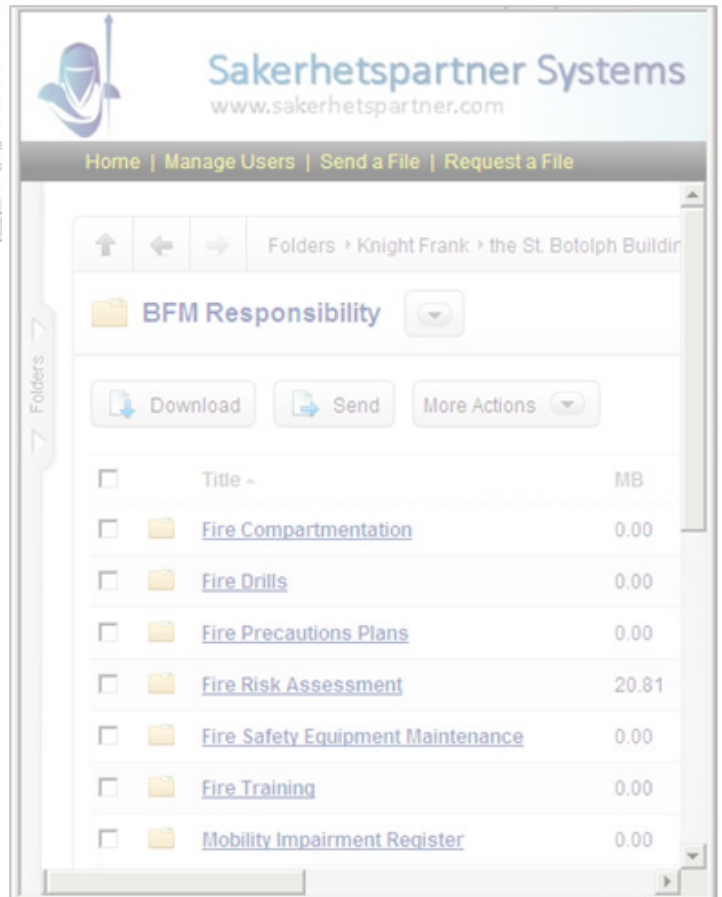 Sakerhetspartner Systems
www.sakerhetspartner.com
Home | Manage Users | Send a File | Request a File
Folders ‣ Knight Frank ‣ the St. Botolph Buildin
BFM Responsibility
Folders
Download Send More Actions
Title MB
Fire Compartmentation 0.00
Fire Drills 0.00
Fire Precautions Plans 0.00
Fire Risk Assessment 20.81
Fire Safety Equipment Maintenance 0.00
Fire Training 0.00
Mobility Impairment Register 0.00